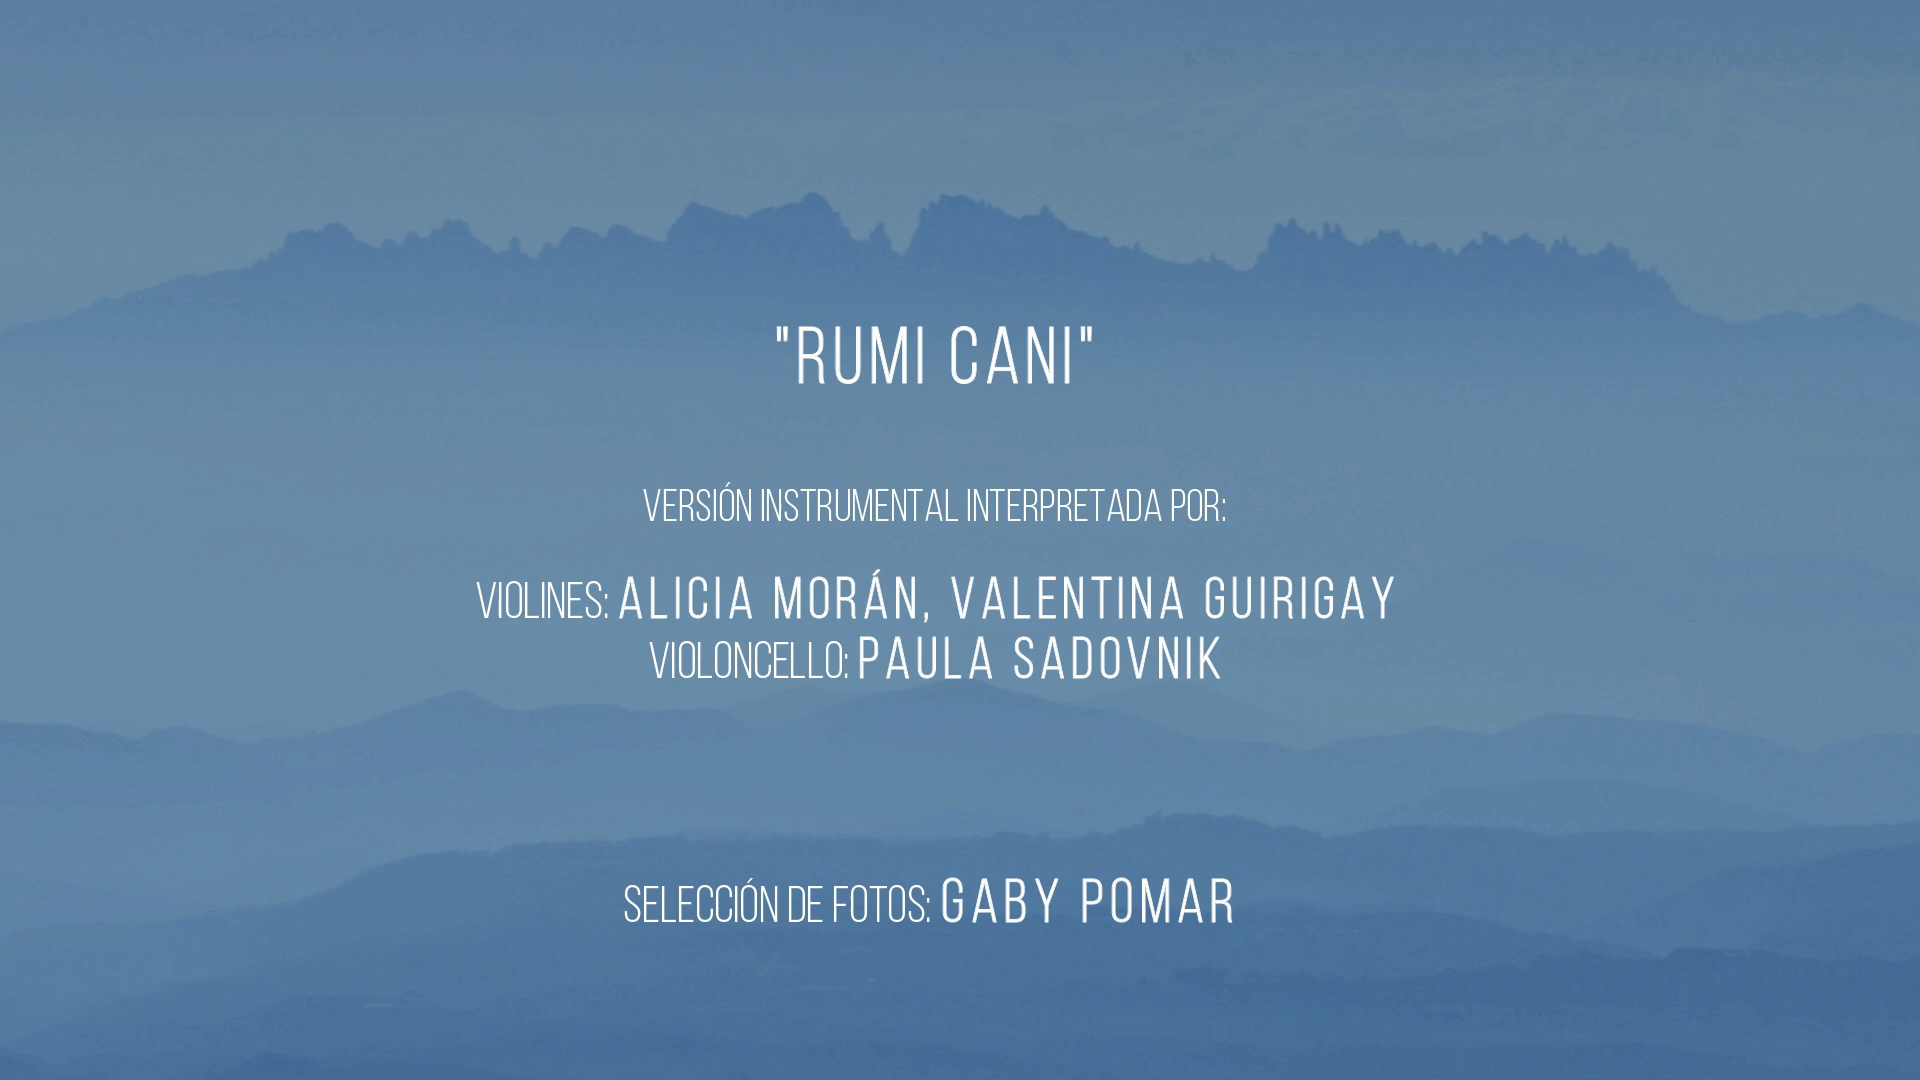 "RUMI CANI"
VERSIÓN INSTRUMENTAL INTERPRETADA POR:
VIOLINES: ALICIA MORÁN, VALENTINA GUIRIGAY
VIOLONCELLO: PAULA SADOVNIK
SELECCIÓN DE FOTOS: GABY POMAR